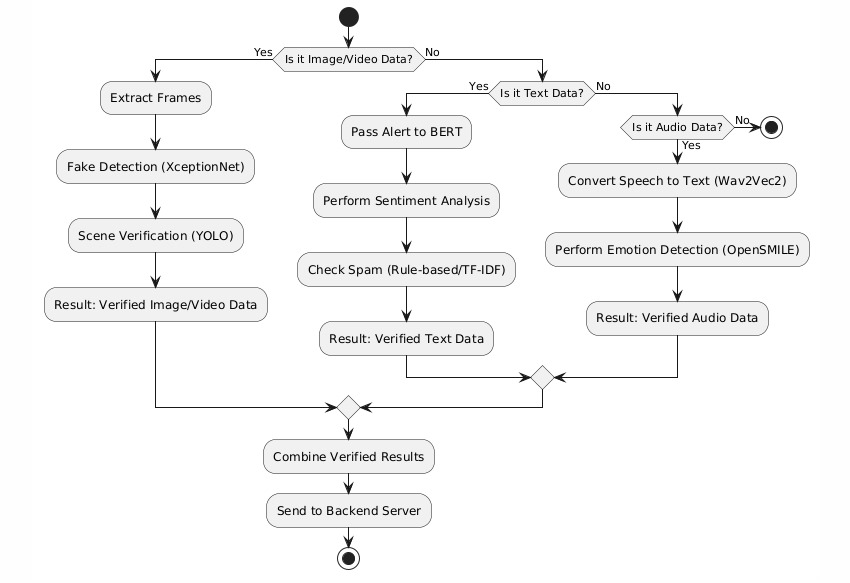 Is it Image/Video Data?
Yes
No
Extract Frames
Fake Detection (XceptionNet)
Scene Verification (YOLO)
Result: Verified Image/Video Data
Is it Text Data?
Yes
No
Pass Alert to BERT
Perform Sentiment Analysis
Check Spam (Rule-based/TF-IDF)
Result: Verified Text Data
Is it Audio Data?
No
Yes
Convert Speech to Text (Wav2Vec2)
Perform Emotion Detection (OpenSMILE)
Result: Verified Audio Data
Combine Verified Results
Send to Backend Server